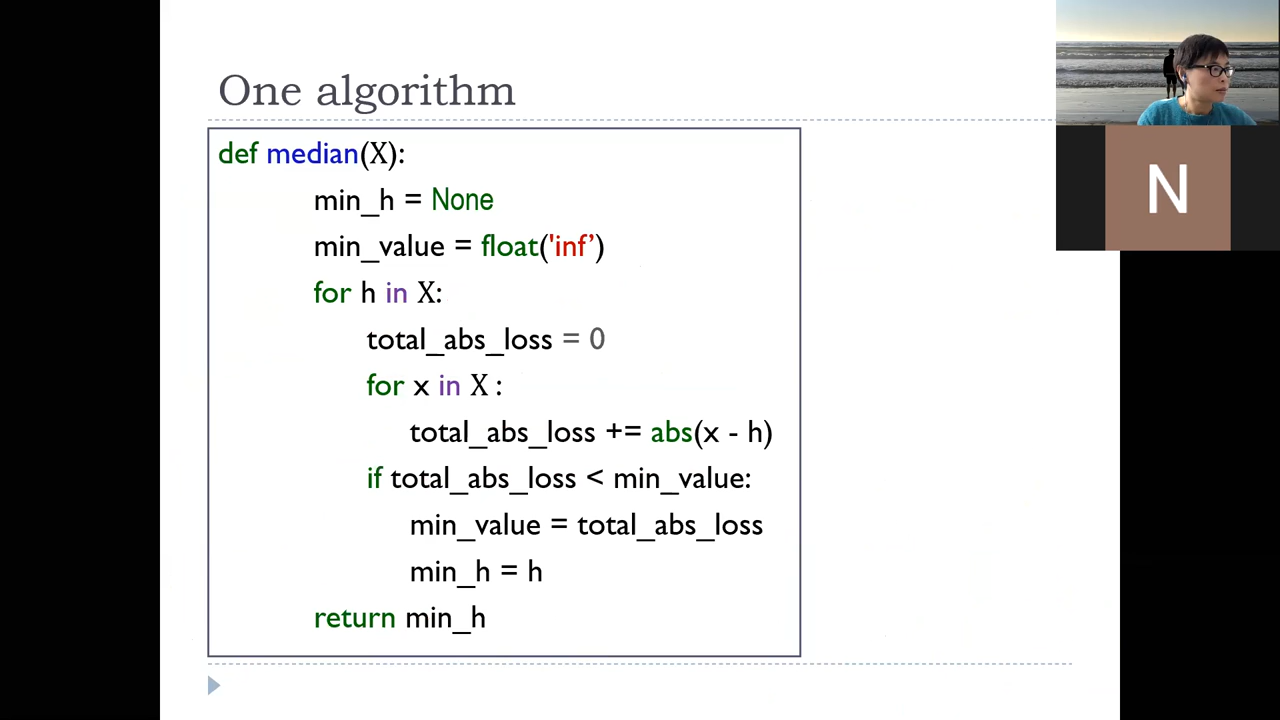 One algorithm
def median(X):
min_h = None
min_value = float('inf’)
for h in X:
total_abs_loss = 0
for x in X :
total_abs_loss += abs(x - h)
if total_abs_loss < min_value:
min_value = total_abs_loss
min_h = h
return min_h
N